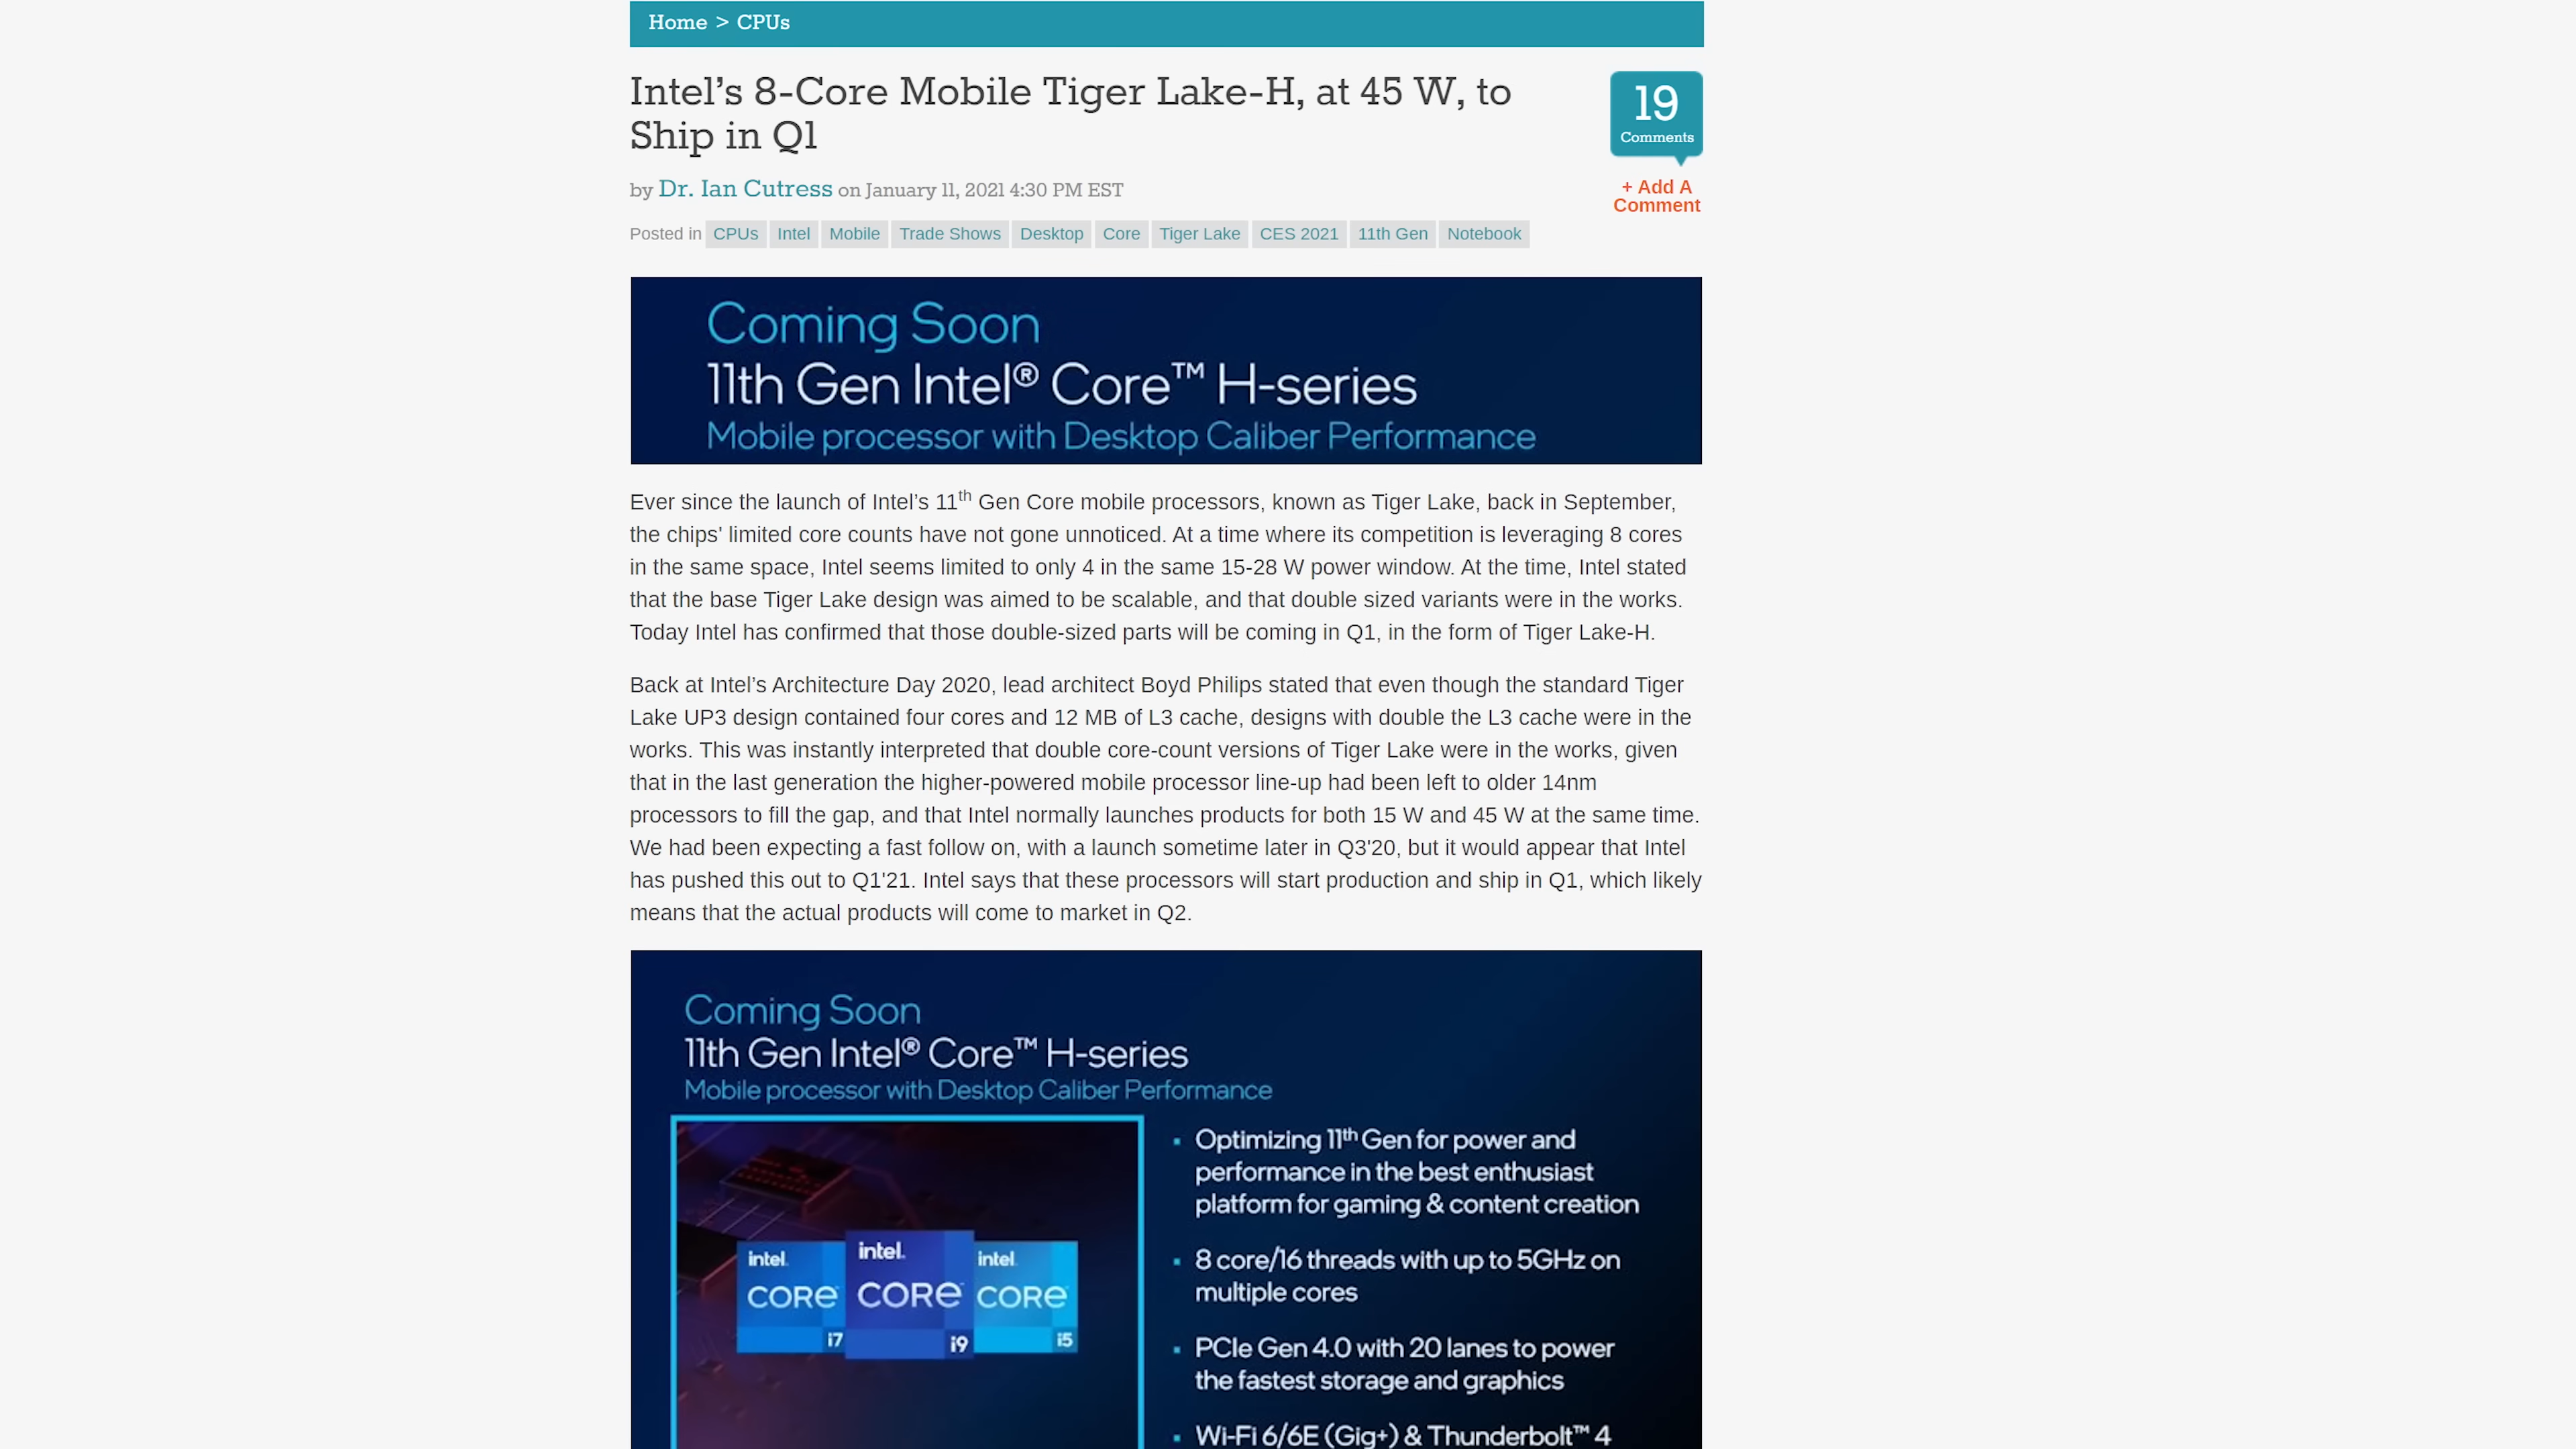 Home > CPUs
Intel’s 8-Core Mobile Tiger Lake-H, at 45 W, to
Ship in Q1
by Dr. Ian Cutress on January 11, 2021 4:30 PM EST
19
Comments
+ Add A
Comment
Posted in CPUs Intel Mobile Trade Shows Desktop Core Tiger Lake CES 2021 11th Gen Notebook
Coming Soon
11th Gen Intel® Core™ H-series
Mobile processor with Desktop Caliber Performance
Ever since the launch of Intel’s 11th Gen Core mobile processors, known as Tiger Lake, back in September,
the chips' limited core counts have not gone unnoticed. At a time where its competition is leveraging 8 cores
in the same space, Intel seems limited to only 4 in the same 15-28 W power window. At the time, Intel stated
that the base Tiger Lake design was aimed to be scalable, and that double sized variants were in the works.
Today Intel has confirmed that those double-sized parts will be coming in Q1, in the form of Tiger Lake-H.
Back at Intel’s Architecture Day 2020, lead architect Boyd Philips stated that even though the standard Tiger
Lake UP3 design contained four cores and 12 MB of L3 cache, designs with double the L3 cache were in the
works. This was instantly interpreted that double core-count versions of Tiger Lake were in the works, given
that in the last generation the higher-powered mobile processor line-up had been left to older 14nm
processors to fill the gap, and that Intel normally launches products for both 15 W and 45 W at the same time.
We had been expecting a fast follow on, with a launch sometime later in Q3'20, but it would appear that Intel
has pushed this out to Q1'21. Intel says that these processors will start production and ship in Q1, which likely
means that the actual products will come to market in Q2.
Coming Soon
11th Gen Intel® Core™ H-series
Mobile processor with Desktop Caliber Performance
intel.
CORE
i7
intel.
CORE
i9
intel.
CORE
i5
▪ Optimizing 11th Gen for power and
performance in the best enthusiast
platform for gaming & content creation
▪ 8 core/16 threads with up to 5GHz on
multiple cores
▪ PCIe Gen 4.0 with 20 lanes to power
the fastest storage and graphics
▪ Wi-Fi 6/6E (Gig+) & Thunderbolt™ 4